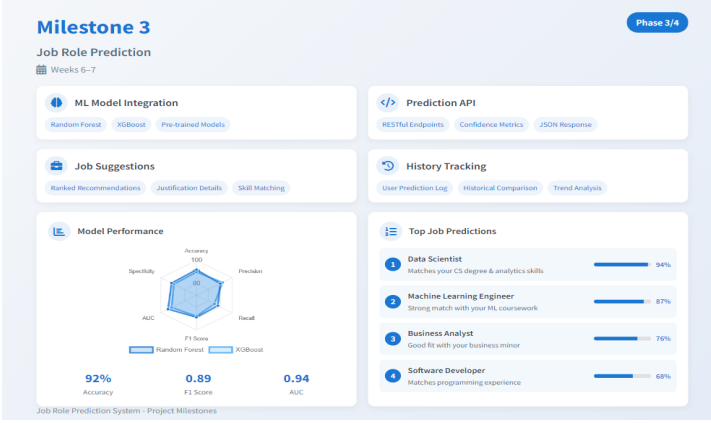 Milestone 3
Phase 3/4
Job Role Prediction
Weeks 6–7
ML Model Integration
Random Forest XGBoost Pre-trained Models
Prediction API
RESTful Endpoints Confidence Metrics JSON Response
Job Suggestions
Ranked Recommendations Justification Details Skill Matching
History Tracking
User Prediction Log Historical Comparison Trend Analysis
Model Performance
Accuracy
100
Specificity
Precision
80
AUC
Recall
F1 Score
Random Forest XGBoost
92% 0.89 0.94
Accuracy F1 Score AUC
Top Job Predictions
1 Data Scientist 94%
Matches your CS degree & analytics skills
2 Machine Learning Engineer 87%
Strong match with your ML coursework
3 Business Analyst 76%
Good fit with your business minor
4 Software Developer 68%
Matches programming experience
Job Role Prediction System - Project Milestones